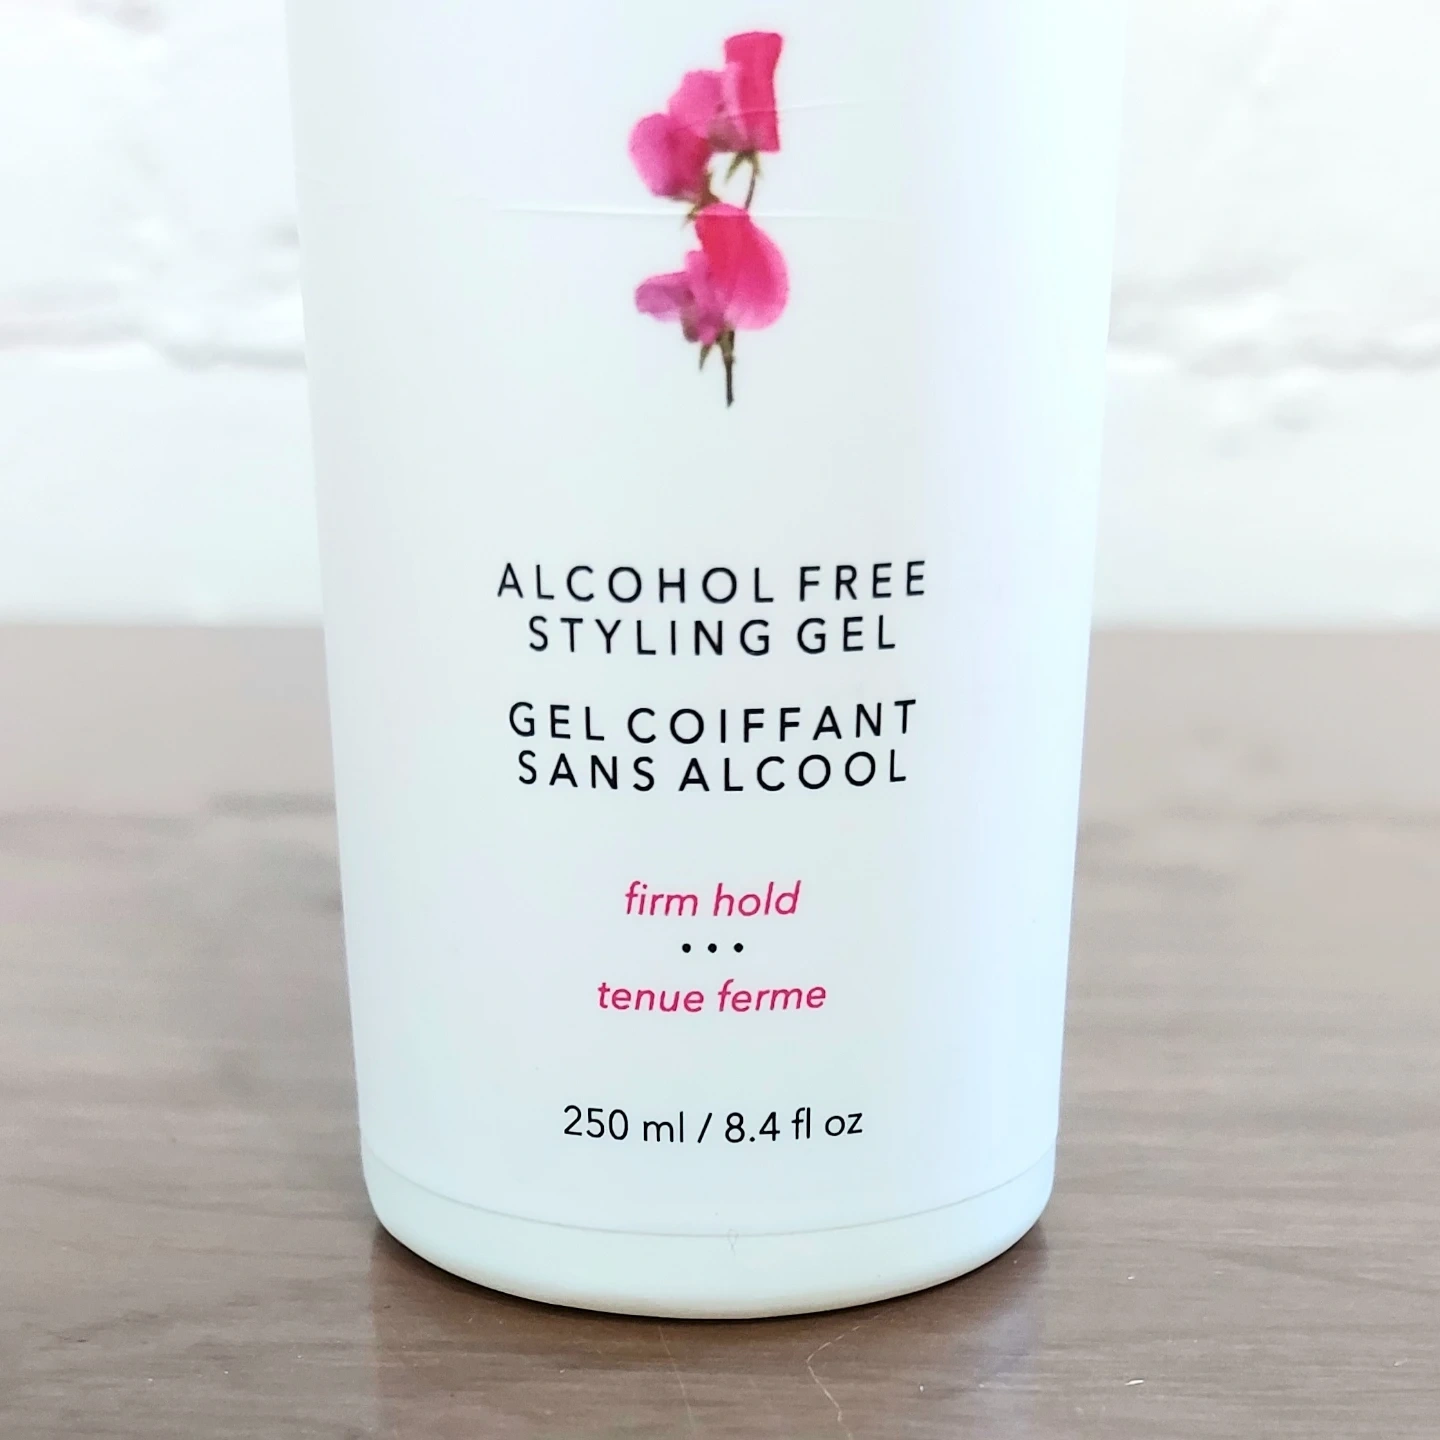 ALCOHOL FREE
STYLING GEL
GEL COIFFANT
SANS ALCOOL
firm hold
•••
tenue ferme
250 ml / 8.4 fl oz